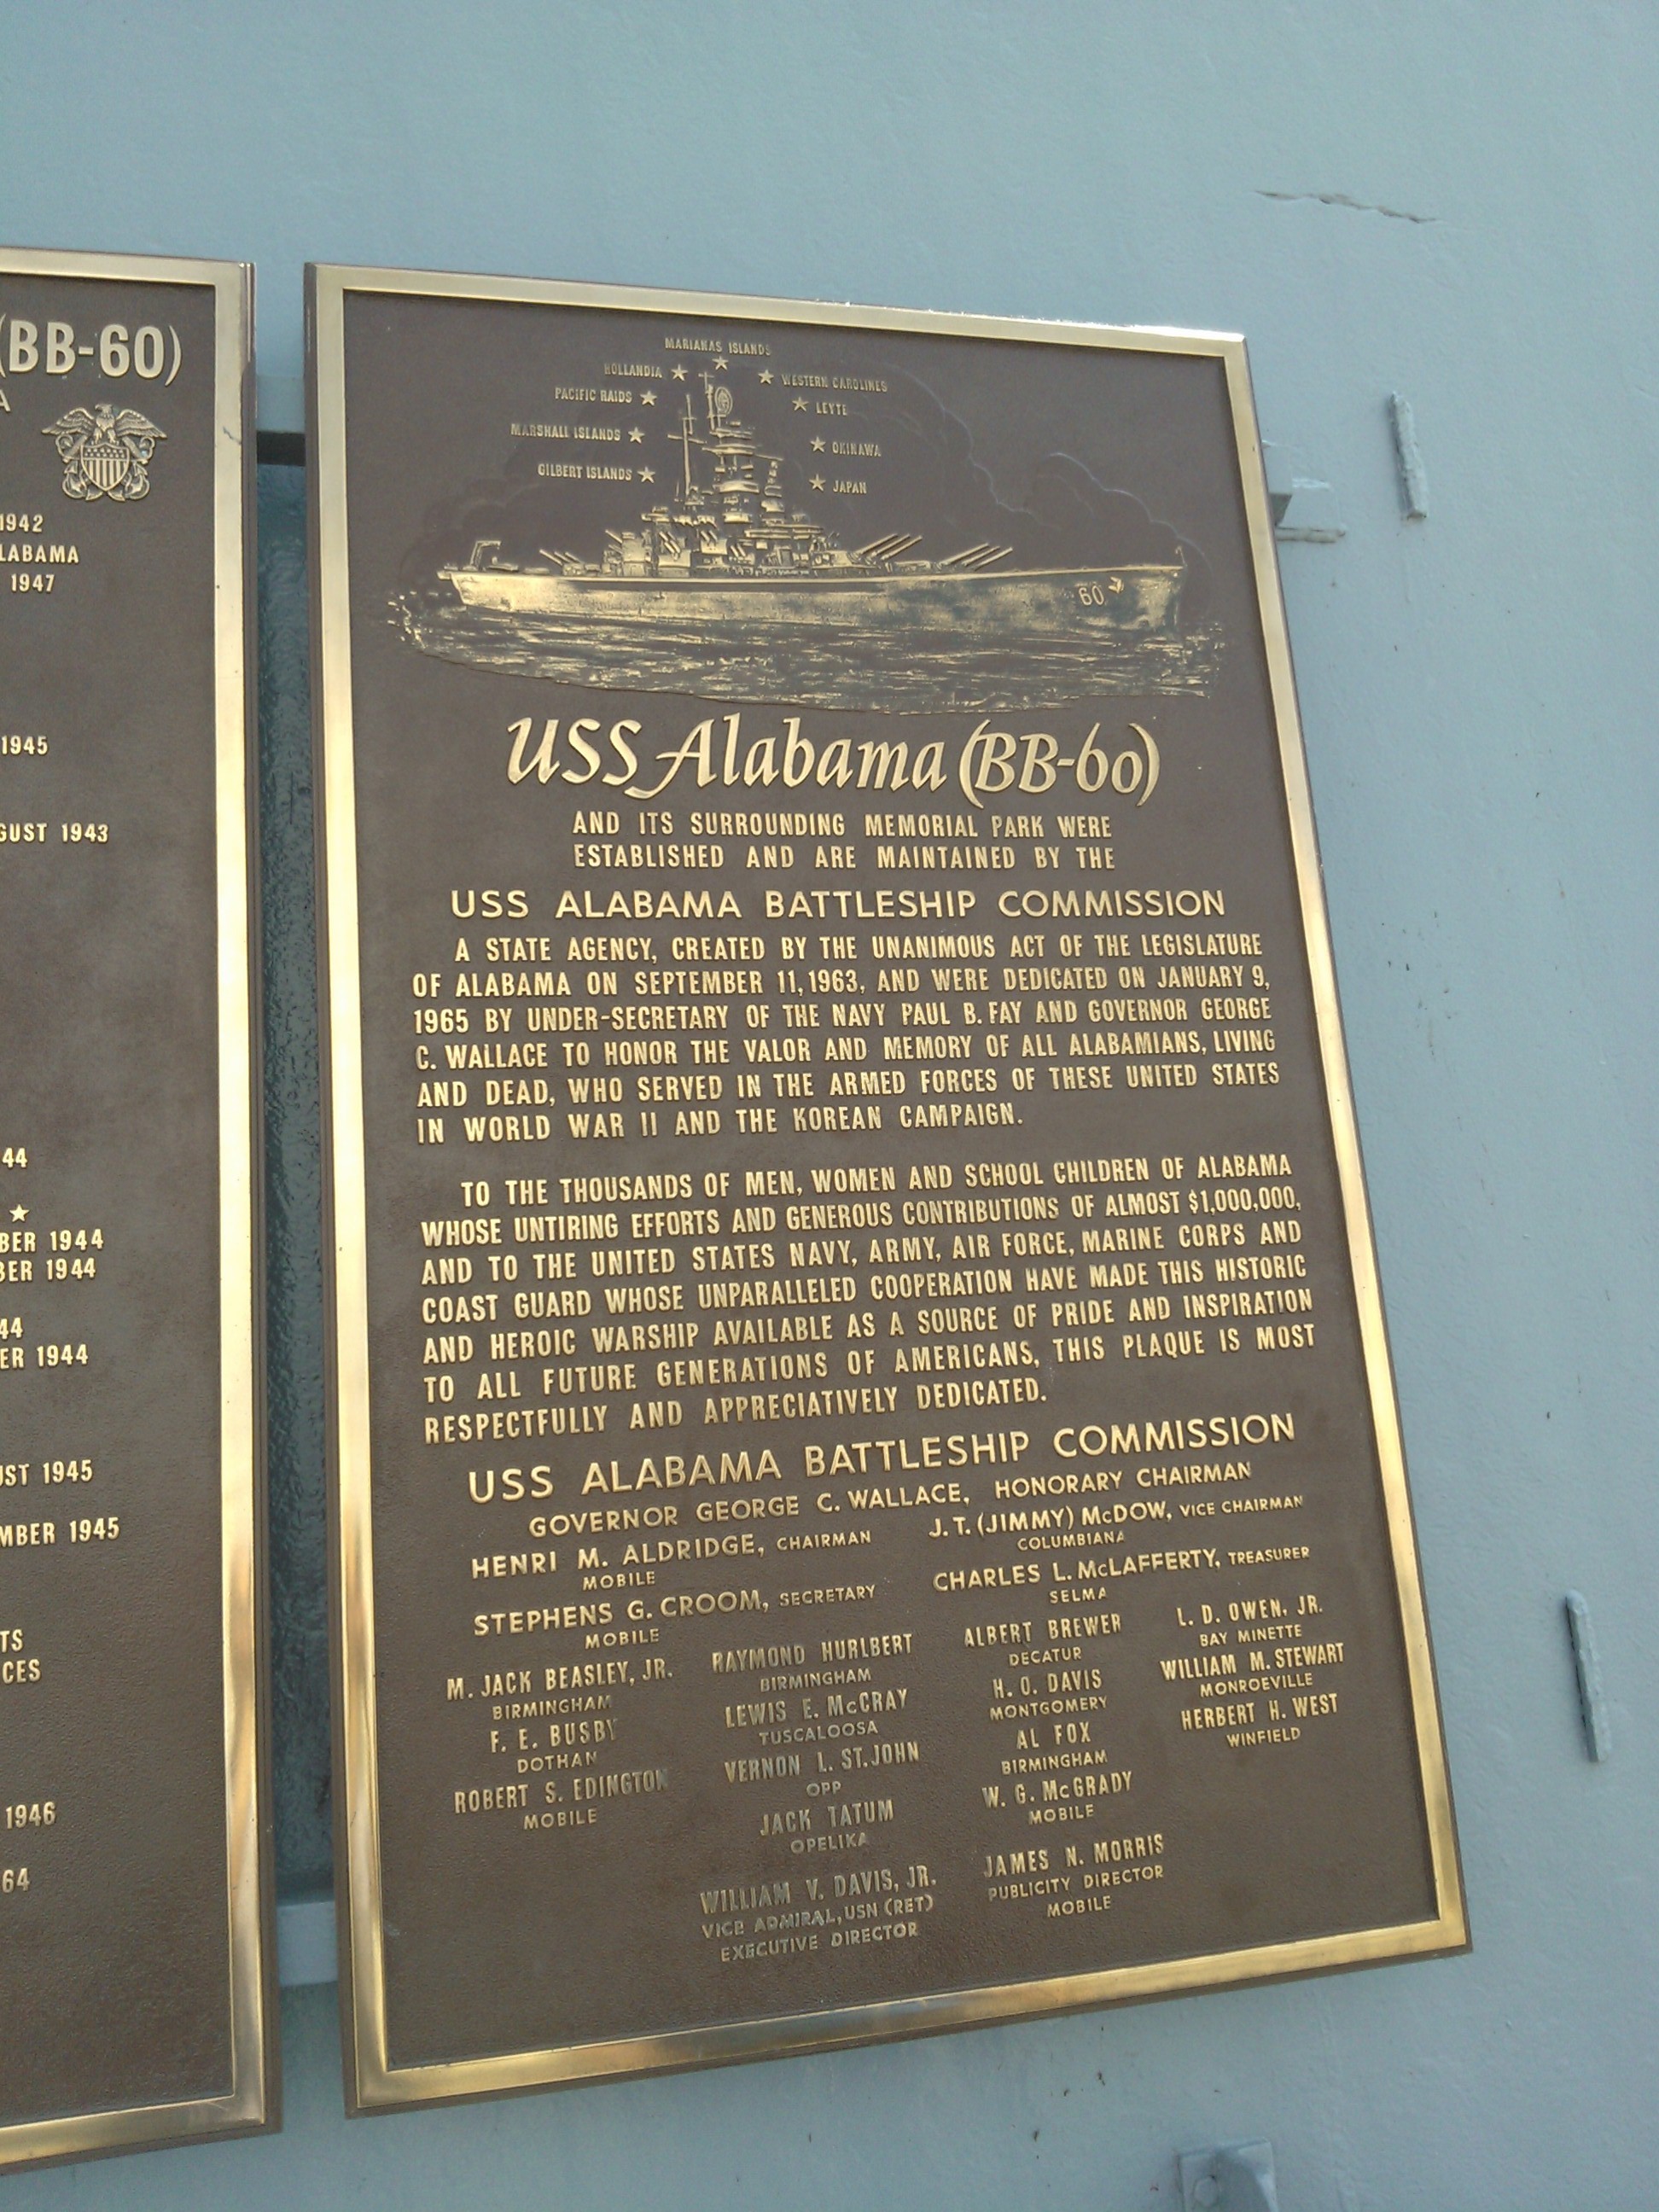 (BB-60)
A
1942
LABAMA
1947
1945
GUST 1943
44
BER 1944
BER 1944
44
ER 1944
UST 1945
MBER 1945
TS
CES
1946
64
MARIANAS ISLANDS
HOLLANDIA
WESTERN CAROLINES
PACIFIC RAIDS
LEYTE
MARSHALL ISLANDS
OKINAWA
GILBERT ISLANDS
JAPAN
60
USS Alabama (BB-60)
AND ITS SURROUNDING MEMORIAL PARK WERE
ESTABLISHED AND ARE MAINTAINED BY THE
USS ALABAMA BATTLESHIP COMMISSION
A STATE AGENCY, CREATED BY THE UNANIMOUS ACT OF THE LEGISLATURE
OF ALABAMA ON SEPTEMBER 11, 1963, AND WERE DEDICATED ON JANUARY 9,
1965 BY UNDER-SECRETARY OF THE NAVY PAUL B. FAY AND GOVERNOR GEORGE
C. WALLACE TO HONOR THE VALOR AND MEMORY OF ALL ALABAMIANS, LIVING
AND DEAD, WHO SERVED IN THE ARMED FORCES OF THESE UNITED STATES
IN WORLD WAR II AND THE KOREAN CAMPAIGN.
TO THE THOUSANDS OF MEN, WOMEN AND SCHOOL CHILDREN OF ALABAMA
WHOSE UNTIRING EFFORTS AND GENEROUS CONTRIBUTIONS OF ALMOST $1,000,000,
AND TO THE UNITED STATES NAVY, ARMY, AIR FORCE, MARINE CORPS AND
COAST GUARD WHOSE UNPARALLELED COOPERATION HAVE MADE THIS HISTORIC
AND HEROIC WARSHIP AVAILABLE AS A SOURCE OF PRIDE AND INSPIRATION
TO ALL FUTURE GENERATIONS OF AMERICANS, THIS PLAQUE IS MOST
RESPECTFULLY AND APPRECIATIVELY DEDICATED.
USS ALABAMA BATTLESHIP COMMISSION
GOVERNOR GEORGE C. WALLACE, HONORARY CHAIRMAN
HENRI M. ALDRIDGE, CHAIRMAN
MOBILE
J. T. (JIMMY) McDOW, VICE CHAIRMAN
COLUMBIANA
STEPHENS G. CROOM, SECRETARY
MOBILE
CHARLES L. McLAFFERTY, TREASURER
SELMA
M. JACK BEASLEY, JR.
BIRMINGHAM
F. E. BUSBY
DOTHAN
ROBERT S. EDINGTON
MOBILE
RAYMOND HURLBERT
BIRMINGHAM
LEWIS E. McCRAY
TUSCALOOSA
VERNON L. ST. JOHN
OPP
JACK TATUM
OPELIKA
ALBERT BREWER
DECATUR
H. O. DAVIS
MONTGOMERY
AL FOX
BIRMINGHAM
W. G. McGRADY
MOBILE
L. D. OWEN, JR.
BAY MINETTE
WILLIAM M. STEWART
MONROEVILLE
HERBERT H. WEST
WINFIELD
WILLIAM V. DAVIS, JR.
VICE ADMIRAL, USN (RET)
EXECUTIVE DIRECTOR
JAMES N. MORRIS
PUBLICITY DIRECTOR
MOBILE